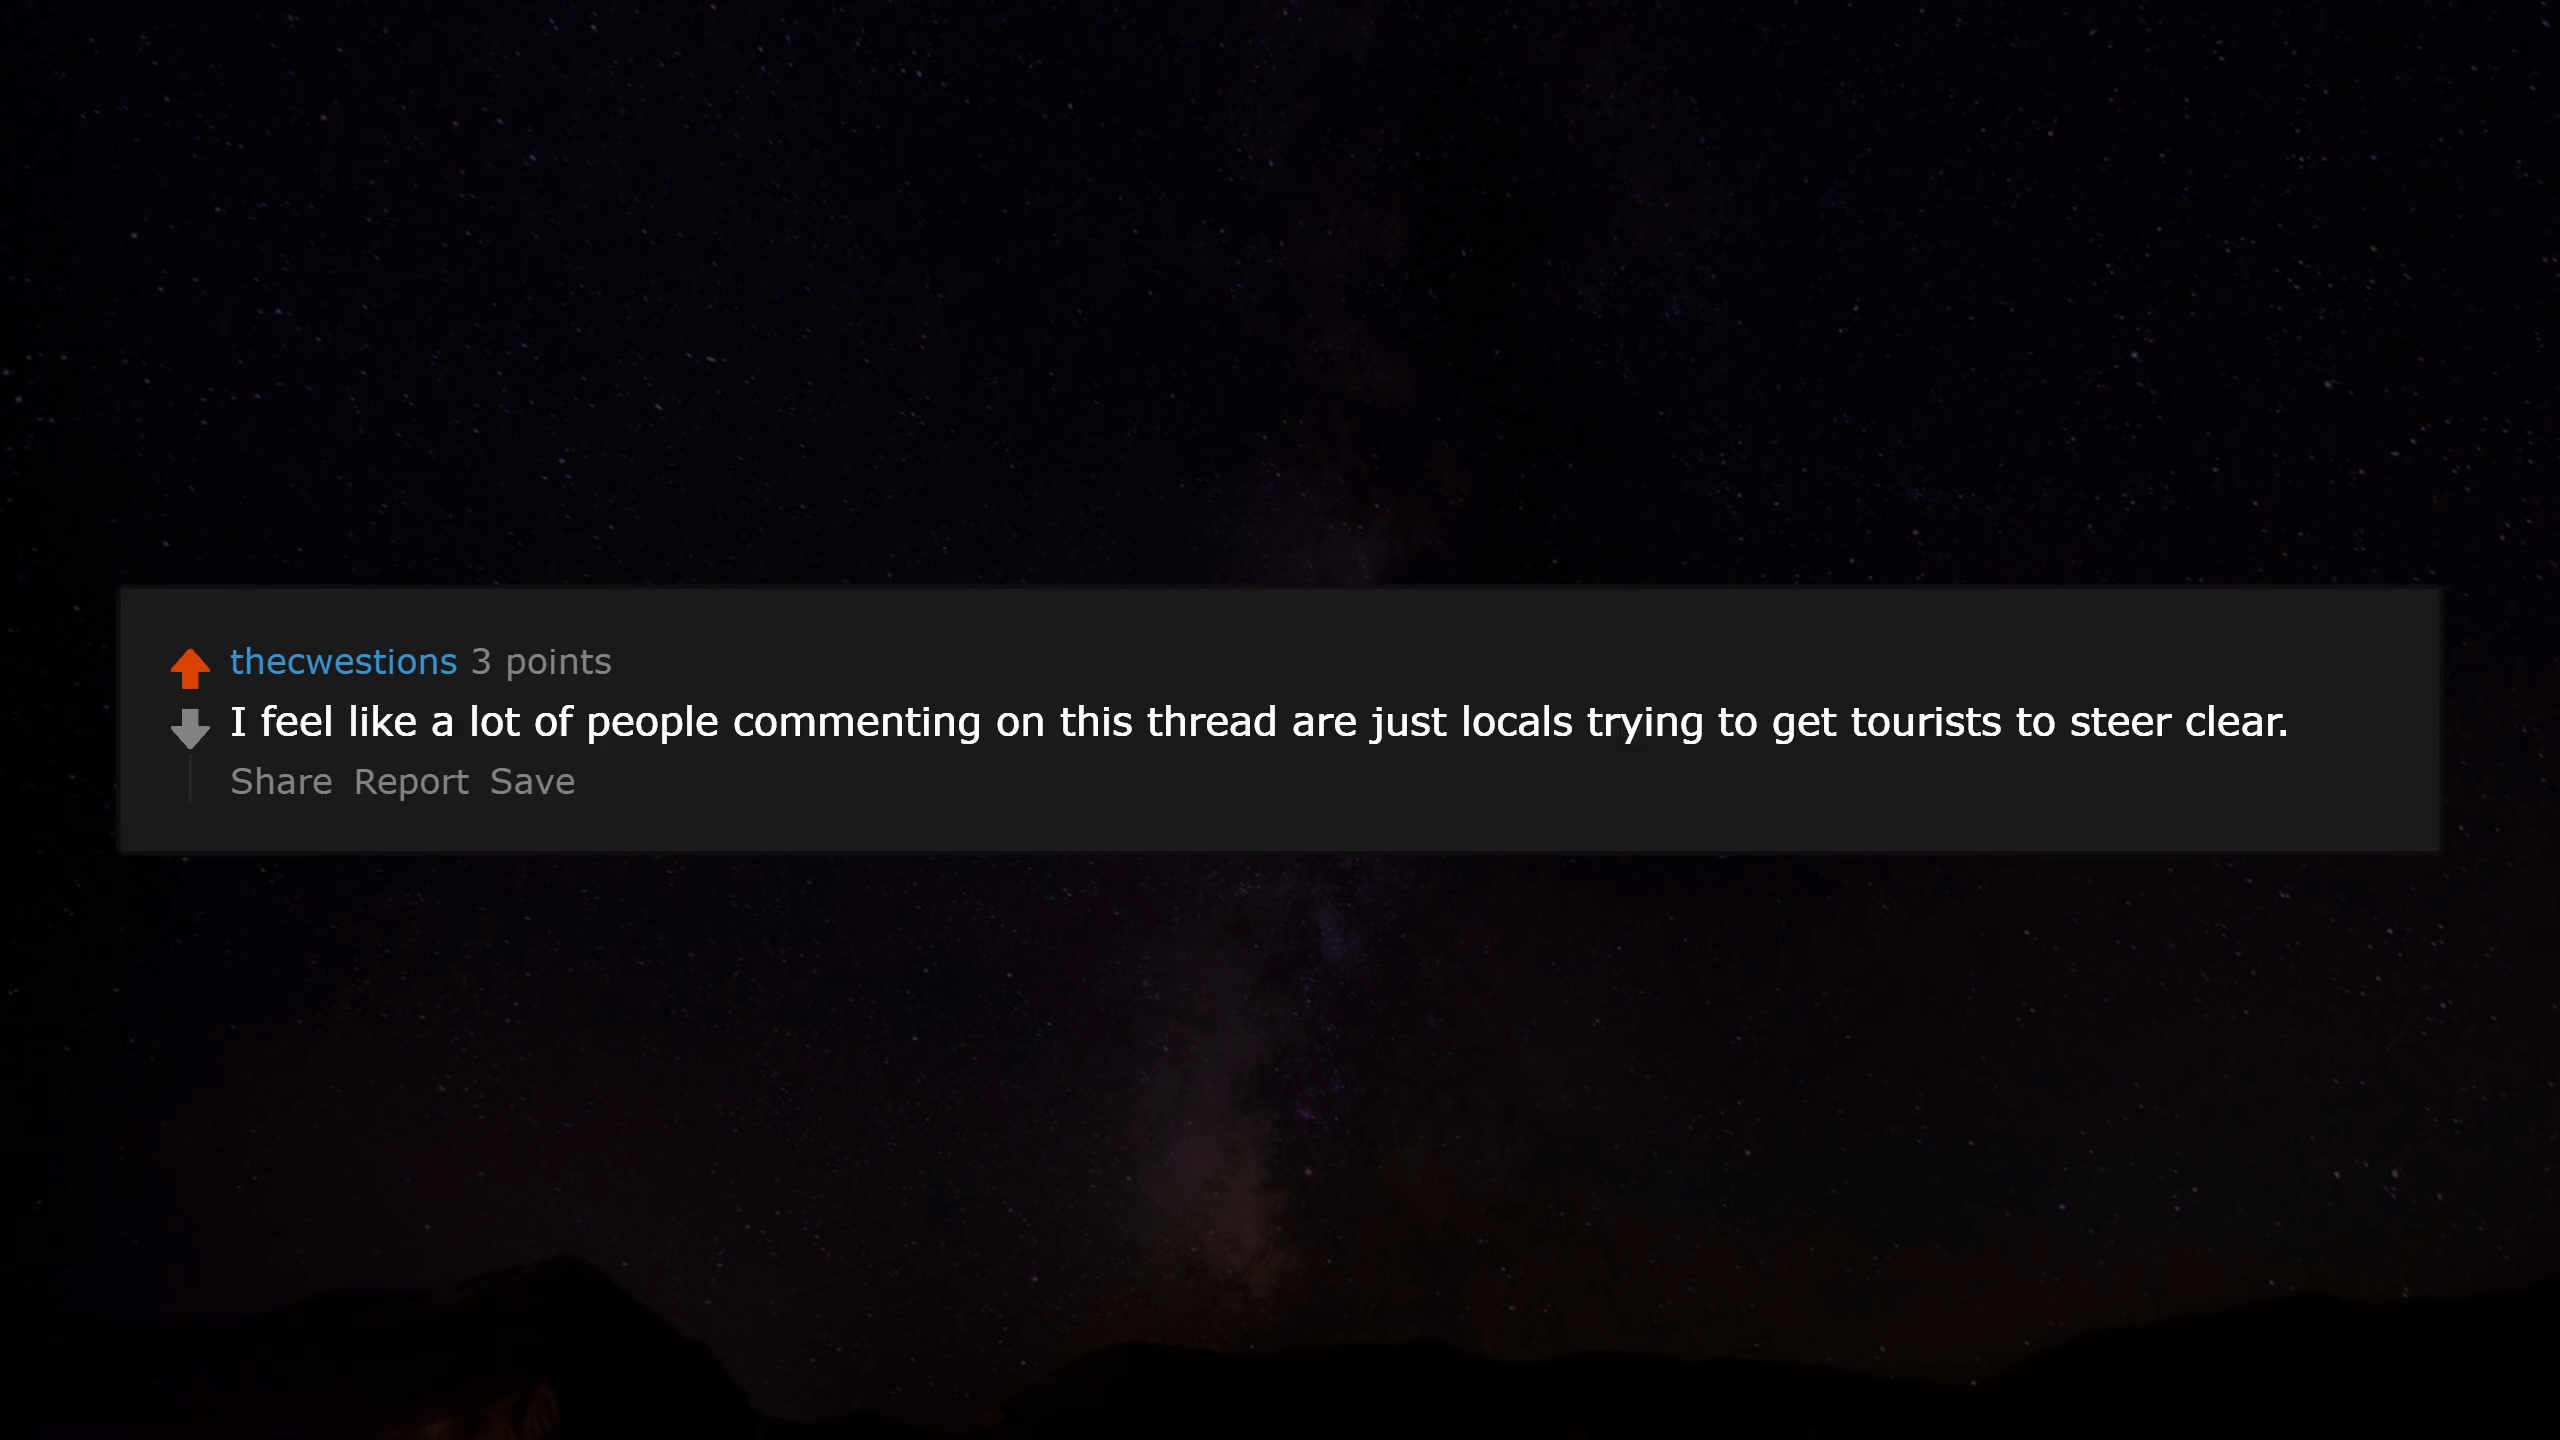 thecwestions 3 points
I feel like a lot of people commenting on this thread are just locals trying to get tourists to steer clear.
Share Report Save